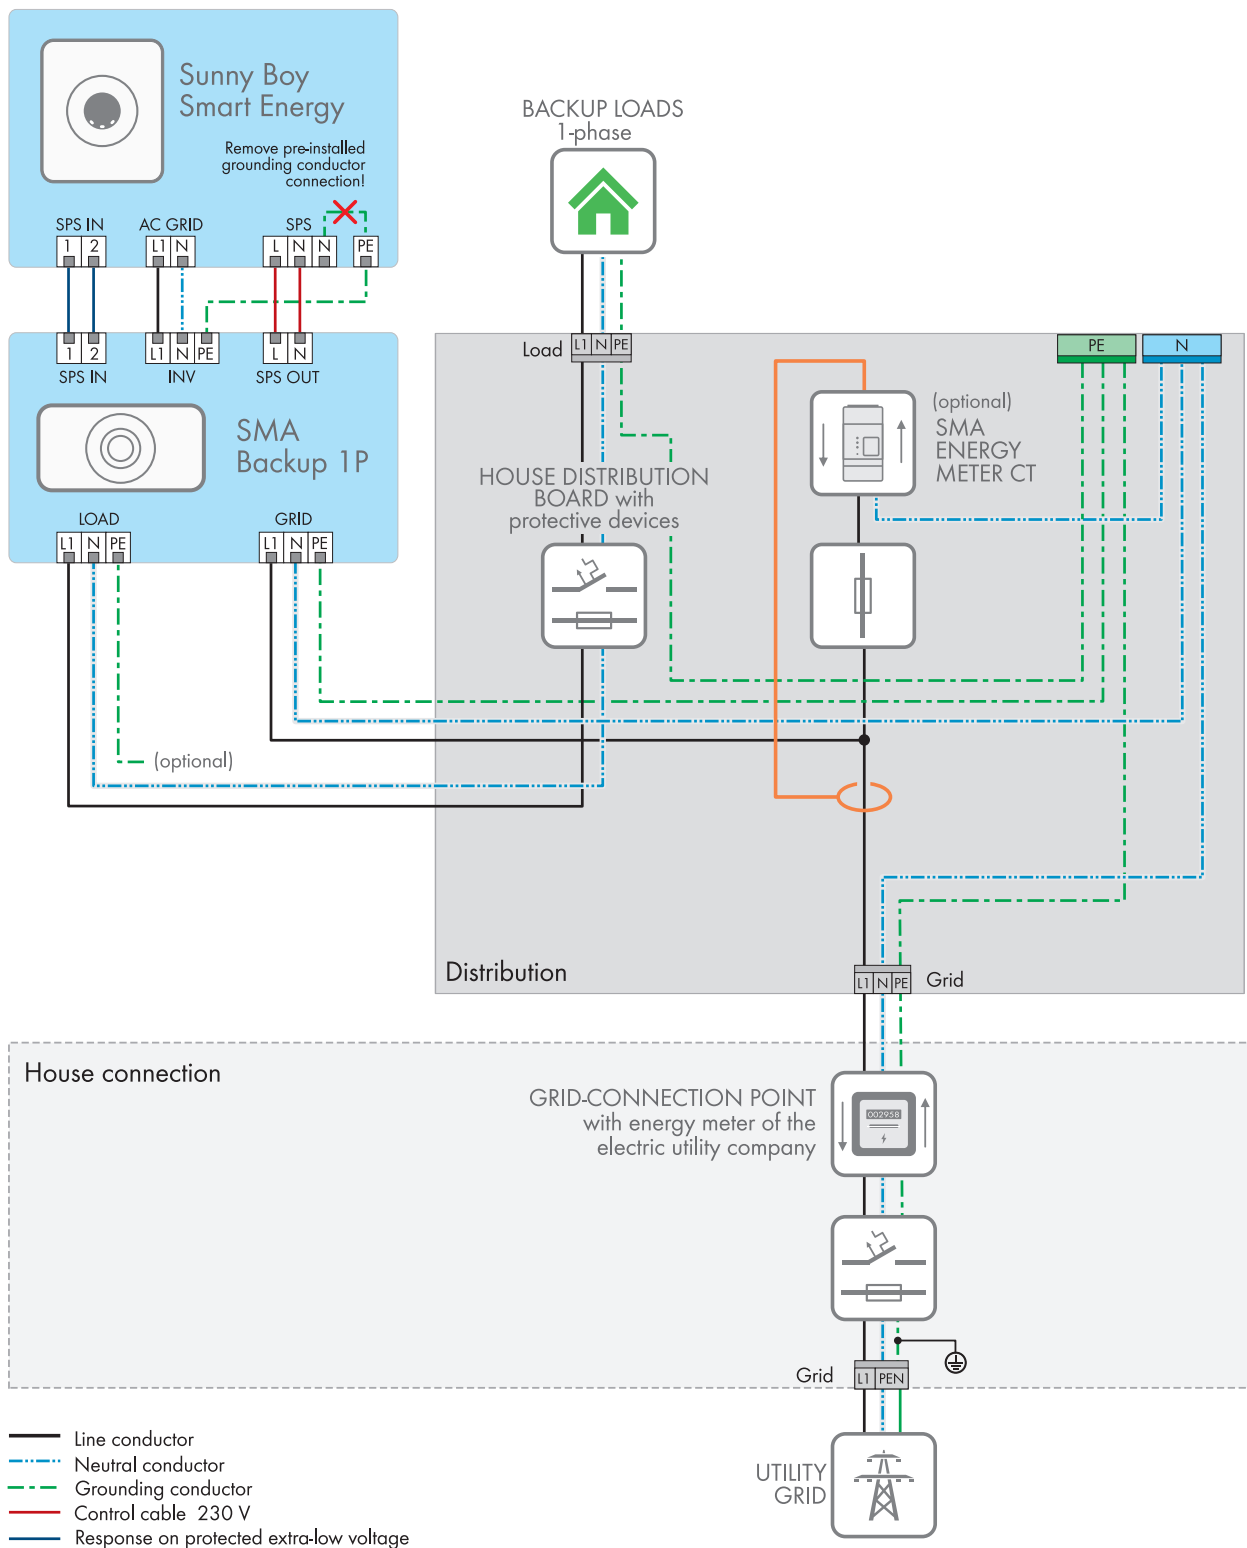 Sunny Boy
Smart Energy
Remove pre-installed
grounding conductor
connection!
SPS IN
AC GRID
SPS
1 2
L1 N
L N N
PE
1 2
L1 N PE
L N
SPS IN
INV
SPS OUT
SMA
Backup 1P
LOAD
GRID
L1 N PE
L1 N PE
(optional)
BACKUP LOADS
1-phase
Load
L1 N PE
PE
N
(optional)
SMA
ENERGY
METER CT
HOUSE DISTRIBUTION
BOARD with
protective devices
Distribution
L1 N PE
Grid
House connection
GRID-CONNECTION POINT
with energy meter of the
electric utility company
002958
Grid
L1 PEN
UTILITY
GRID
Line conductor
Neutral conductor
Grounding conductor
Control cable 230 V
Response on protected extra-low voltage